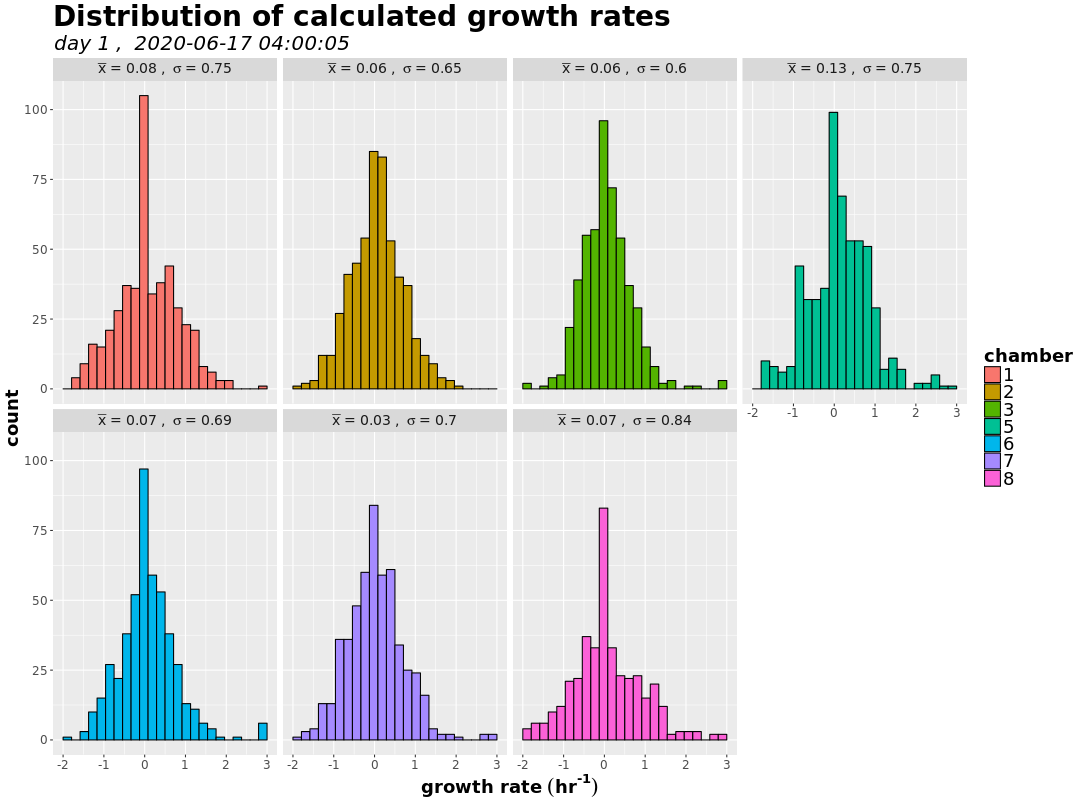 Distribution of calculated growth rates
day 1 ,  2020-06-17 04:00:05
x̅ = 0.08 ,  σ = 0.75
x̅ = 0.06 ,  σ = 0.65
x̅ = 0.06 ,  σ = 0.6
x̅ = 0.13 ,  σ = 0.75
100
75
50
25
0
-2 -1 0 1 2 3
count
x̅ = 0.07 ,  σ = 0.69
x̅ = 0.03 ,  σ = 0.7
x̅ = 0.07 ,  σ = 0.84
100
75
50
25
0
-2 -1 0 1 2 3
-2 -1 0 1 2 3
-2 -1 0 1 2 3
growth rate (hr⁻¹)
chamber
1
2
3
5
6
7
8